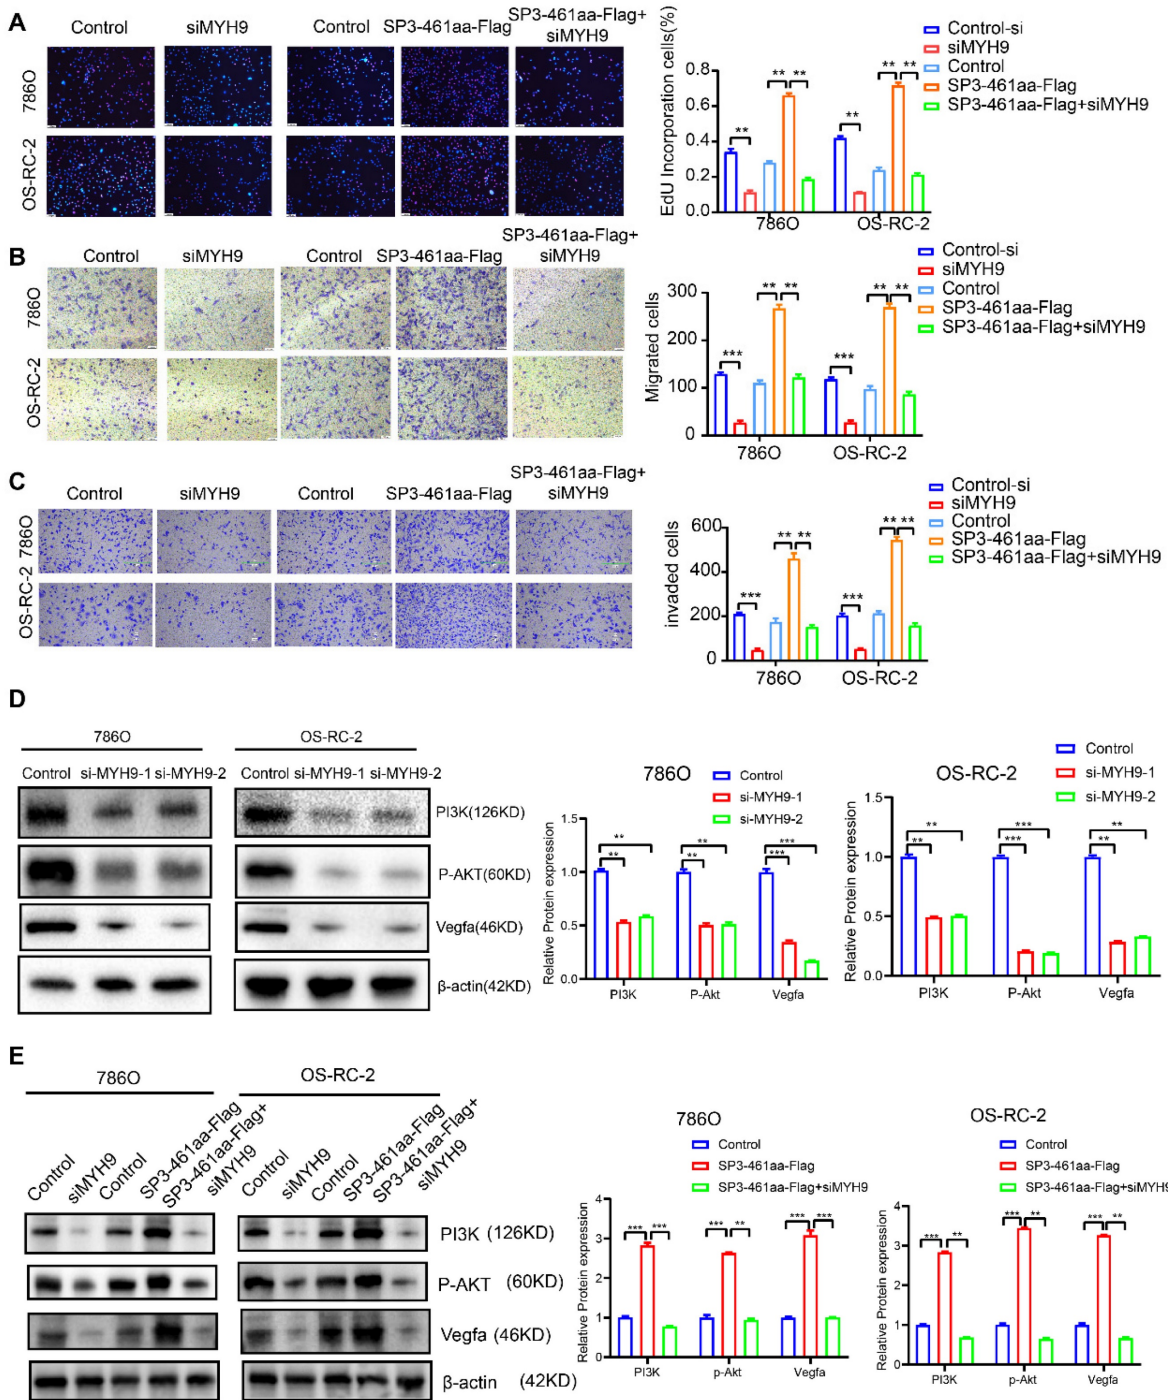 A
Control
siMYH9
Control
SP3-461aa-Flag
SP3-461aa-Flag+
siMYH9
786O
OS-RC-2
EdU Incorporation cells(%)
0.8
0.6
0.4
0.2
0.0
** ** ** ** ** **
786O OS-RC-2
Control-si
siMYH9
Control
SP3-461aa-Flag
SP3-461aa-Flag+siMYH9
B
Control
siMYH9
Control
SP3-461aa-Flag
SP3-461aa-Flag+
siMYH9
786O
OS-RC-2
Migrated cells
300
200
100
0
*** ** ** *** ** **
786O OS-RC-2
Control-si
siMYH9
Control
SP3-461aa-Flag
SP3-461aa-Flag+siMYH9
C
Control
siMYH9
Control
SP3-461aa-Flag
SP3-461aa-Flag+
siMYH9
786O
OS-RC-2
invaded cells
600
400
200
0
*** ** ** *** ** **
786O OS-RC-2
Control-si
siMYH9
Control
SP3-461aa-Flag
SP3-461aa-Flag+siMYH9
D
786O
OS-RC-2
Control si-MYH9-1 si-MYH9-2
Control si-MYH9-1 si-MYH9-2
PI3K(126KD)
P-AKT(60KD)
Vegfa(46KD)
β-actin(42KD)
786O
Control
si-MYH9-1
si-MYH9-2
Relative Protein expression
1.5
1.0
0.5
0.0
** ** ** ** *** ***
PI3K P-Akt Vegfa
OS-RC-2
Control
si-MYH9-1
si-MYH9-2
Relative Protein expression
1.5
1.0
0.5
0.0
** ** *** *** ** **
PI3K P-Akt Vegfa
E
786O
OS-RC-2
Control
siMYH9
Control
SP3-461aa-Flag
SP3-461aa-Flag+
siMYH9
Control
siMYH9
Control
SP3-461aa-Flag
SP3-461aa-Flag+
siMYH9
PI3K (126KD)
P-AKT (60KD)
Vegfa (46KD)
β-actin (42KD)
786O
Control
SP3-461aa-Flag
SP3-461aa-Flag+siMYH9
Relative Protein expression
4
3
2
1
0
*** *** *** ** *** ***
PI3K p-Akt Vegfa
OS-RC-2
Control
SP3-461aa-Flag
SP3-461aa-Flag+siMYH9
Relative Protein expression
4
3
2
1
0
*** ** *** ** *** **
PI3K p-Akt Vegfa